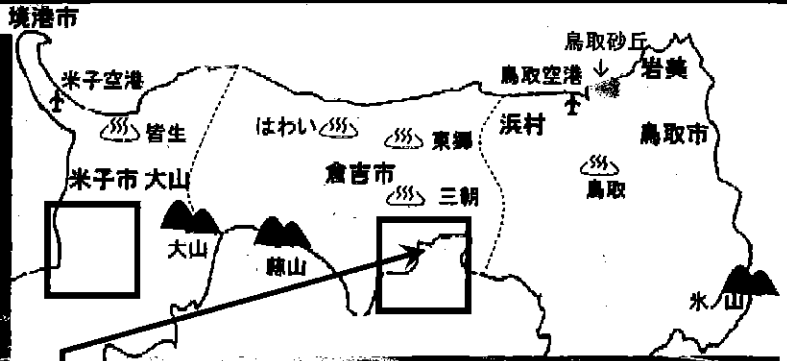 境港市
鳥取砂丘
米子空港
鳥取空港
岩美
皆生
はわい
東郷
浜村
鳥取市
米子市 大山
倉吉市
三朝
鳥取
大山
蒜山
氷ノ山